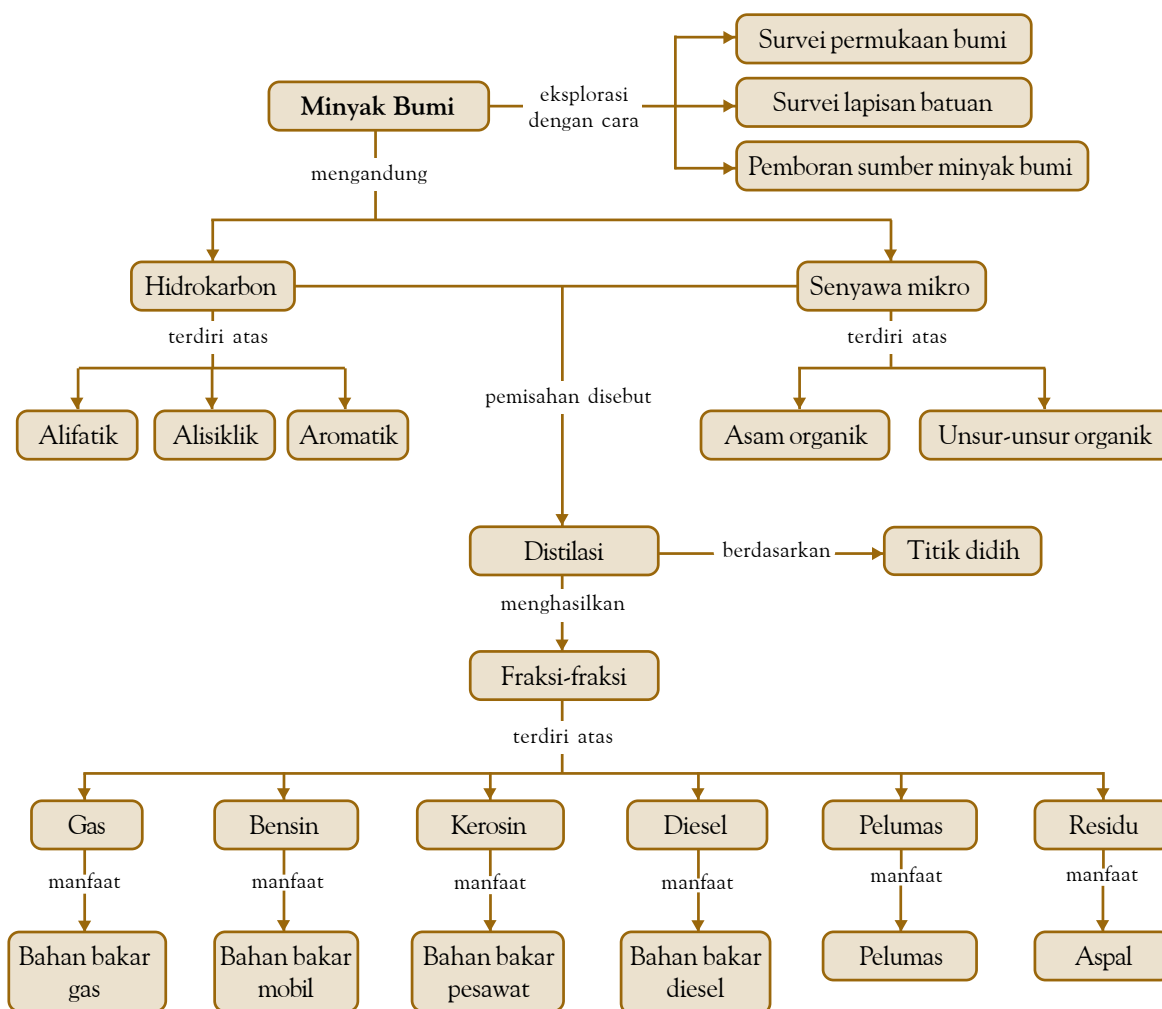 Survei permukaan bumi
Minyak Bumi
eksplorasi
dengan cara
Survei lapisan batuan
Pemboran sumber minyak bumi
mengandung
Hidrokarbon
Senyawa mikro
terdiri atas
terdiri atas
pemisahan disebut
Alifatik
Alisiklik
Aromatik
Asam organik
Unsur-unsur organik
Distilasi
berdasarkan
Titik didih
menghasilkan
Fraksi-fraksi
terdiri atas
Gas
Bensin
Kerosin
Diesel
Pelumas
Residu
manfaat
manfaat
manfaat
manfaat
manfaat
manfaat
Bahan bakar
gas
Bahan bakar
mobil
Bahan bakar
pesawat
Bahan bakar
diesel
Pelumas
Aspal